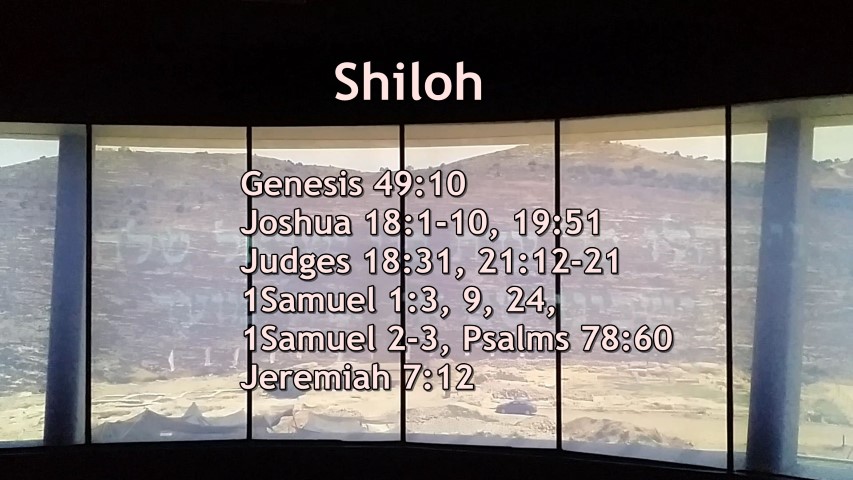 Shiloh
Genesis 49:10
Joshua 18:1-10, 19:51
Judges 18:31, 21:12-21
1Samuel 1:3, 9, 24,
1Samuel 2-3, Psalms 78:60
Jeremiah 7:12